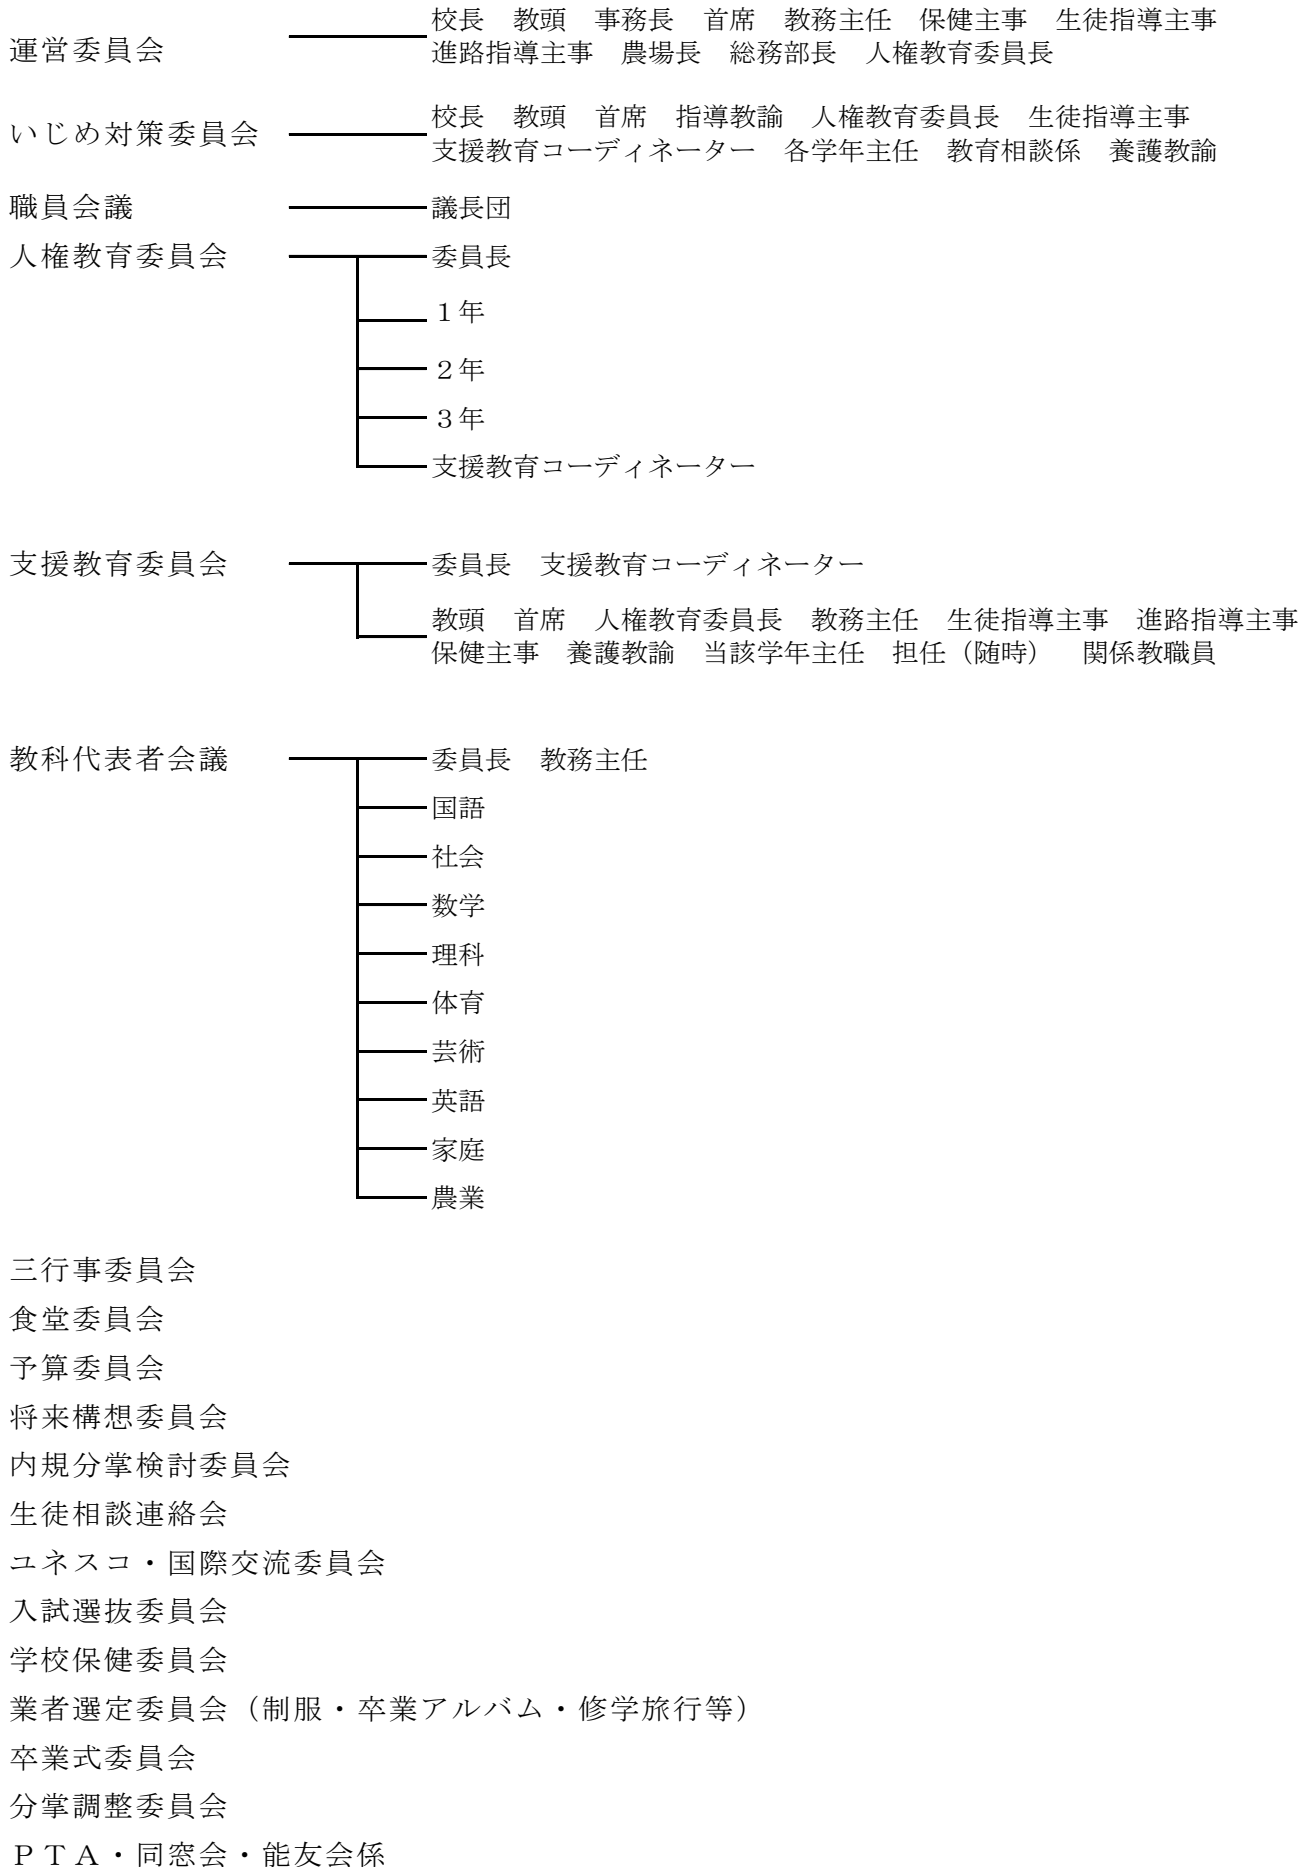 運営委員会
校長　教頭　事務長　首席　教務主任　保健主事　生徒指導主事
進路指導主事　農場長　総務部長　人権教育委員長
いじめ対策委員会
校長　教頭　首席　指導教諭　人権教育委員長　生徒指導主事
支援教育コーディネーター　各学年主任　教育相談係　養護教諭
職員会議　議長団
人権教育委員会　委員長
１年
２年
３年
支援教育コーディネーター
支援教育委員会　委員長　支援教育コーディネーター
教頭　首席　人権教育委員長　教務主任　生徒指導主事　進路指導主事
保健主事　養護教諭　当該学年主任　担任（随時）　関係教職員
教科代表者会議　委員長　教務主任
国語
社会
数学
理科
体育
芸術
英語
家庭
農業
三行事委員会
食堂委員会
予算委員会
将来構想委員会
内規分掌検討委員会
生徒相談連絡会
ユネスコ・国際交流委員会
入試選抜委員会
学校保健委員会
業者選定委員会（制服・卒業アルバム・修学旅行等）
卒業式委員会
分掌調整委員会
ＰＴＡ・同窓会・能友会係